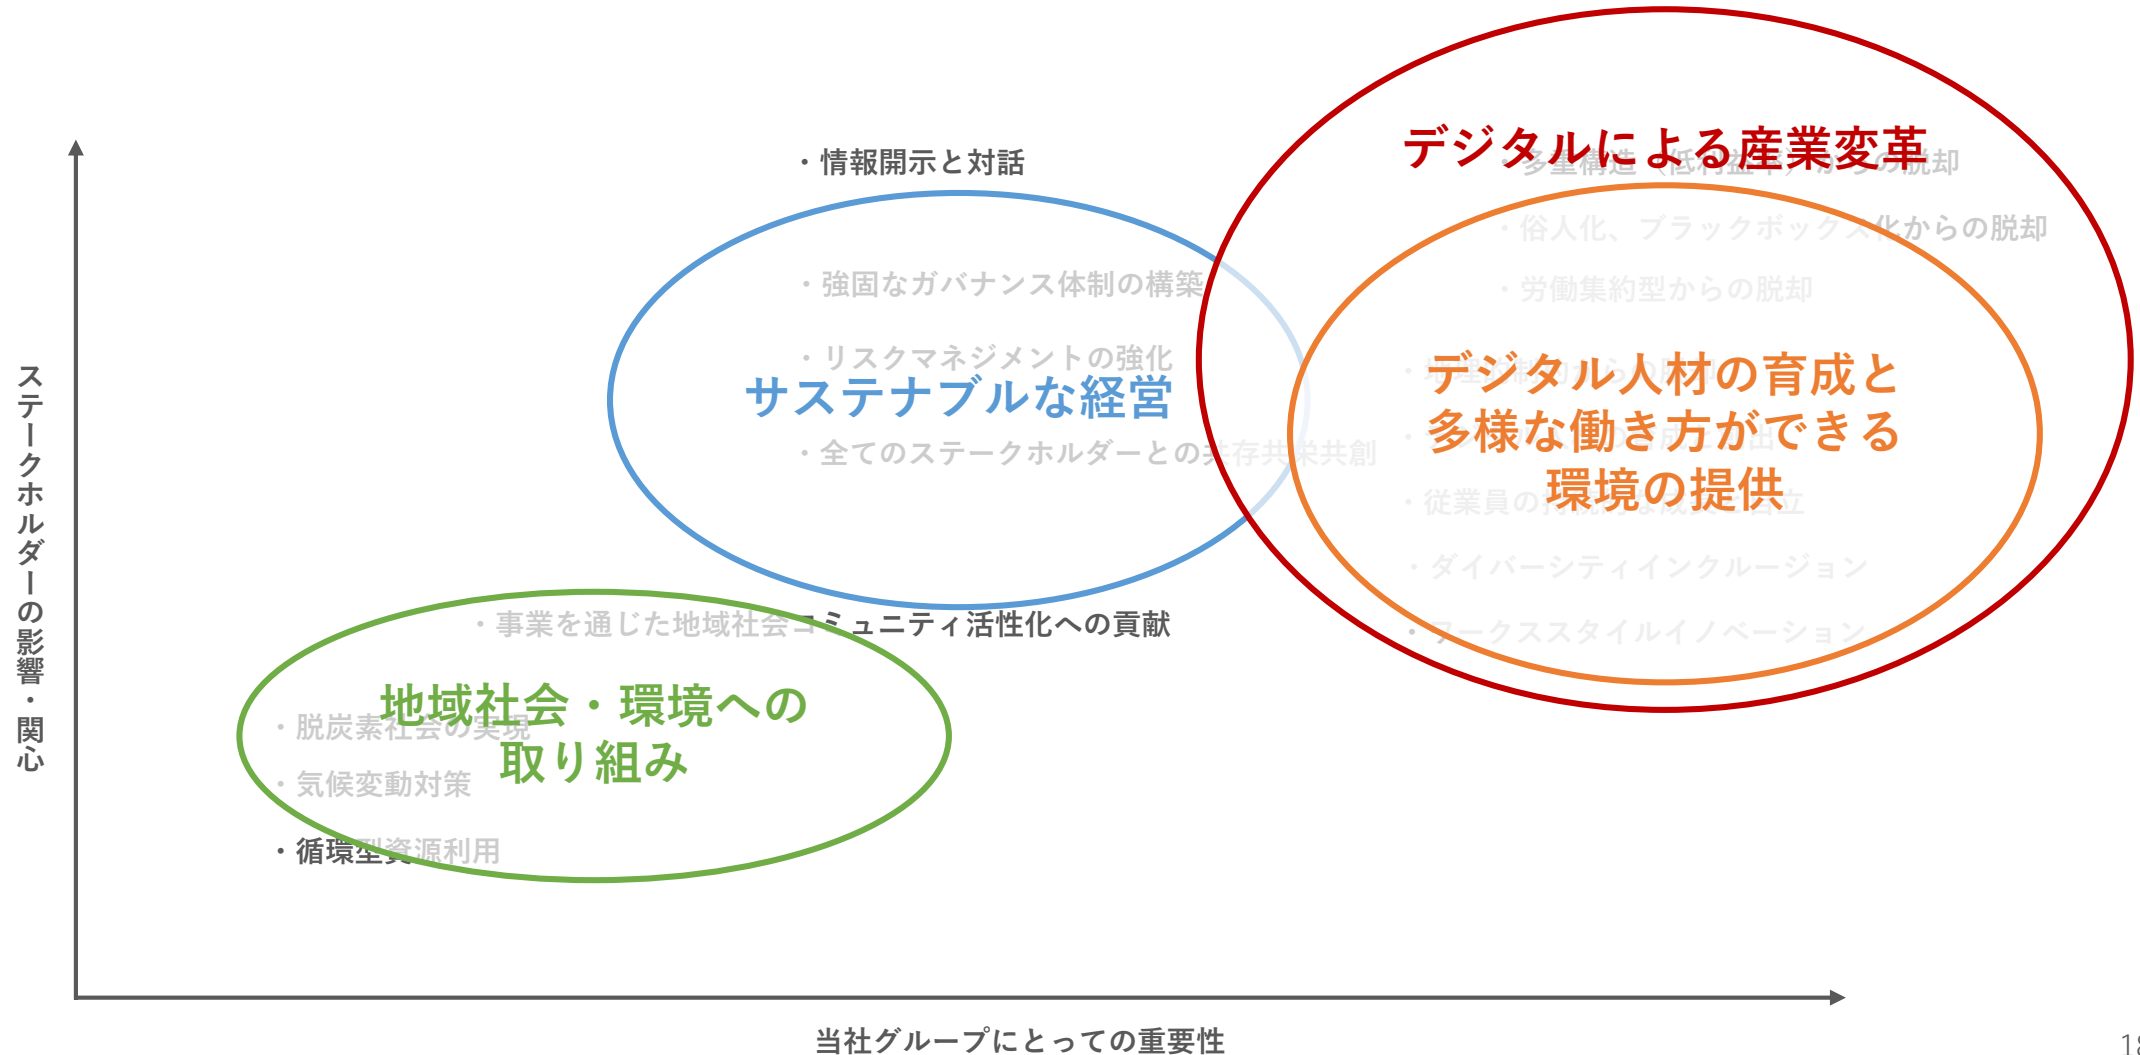 ステークホルダーの影響・関心
・情報開示と対話
・強固なガバナンス体制の構築
・リスクマネジメントの強化
サステナブルな経営
・全てのステークホルダーとの共存共栄共創
デジタルによる産業変革
・多重構造（低利益率）からの脱却
・俗人化、ブラックボックス化からの脱却
・労働集約型からの脱却
デジタル人材の育成と
多様な働き方ができる
環境の提供
・従業員の
・ダイバーシティインクルージョン
・ワークススタイルイノベーション
・事業を通じた地域社会コミュニティ活性化への貢献
地域社会・環境への
取り組み
・脱炭素社会の実現
・気候変動対策
・循環型資源利用
当社グループにとっての重要性
18